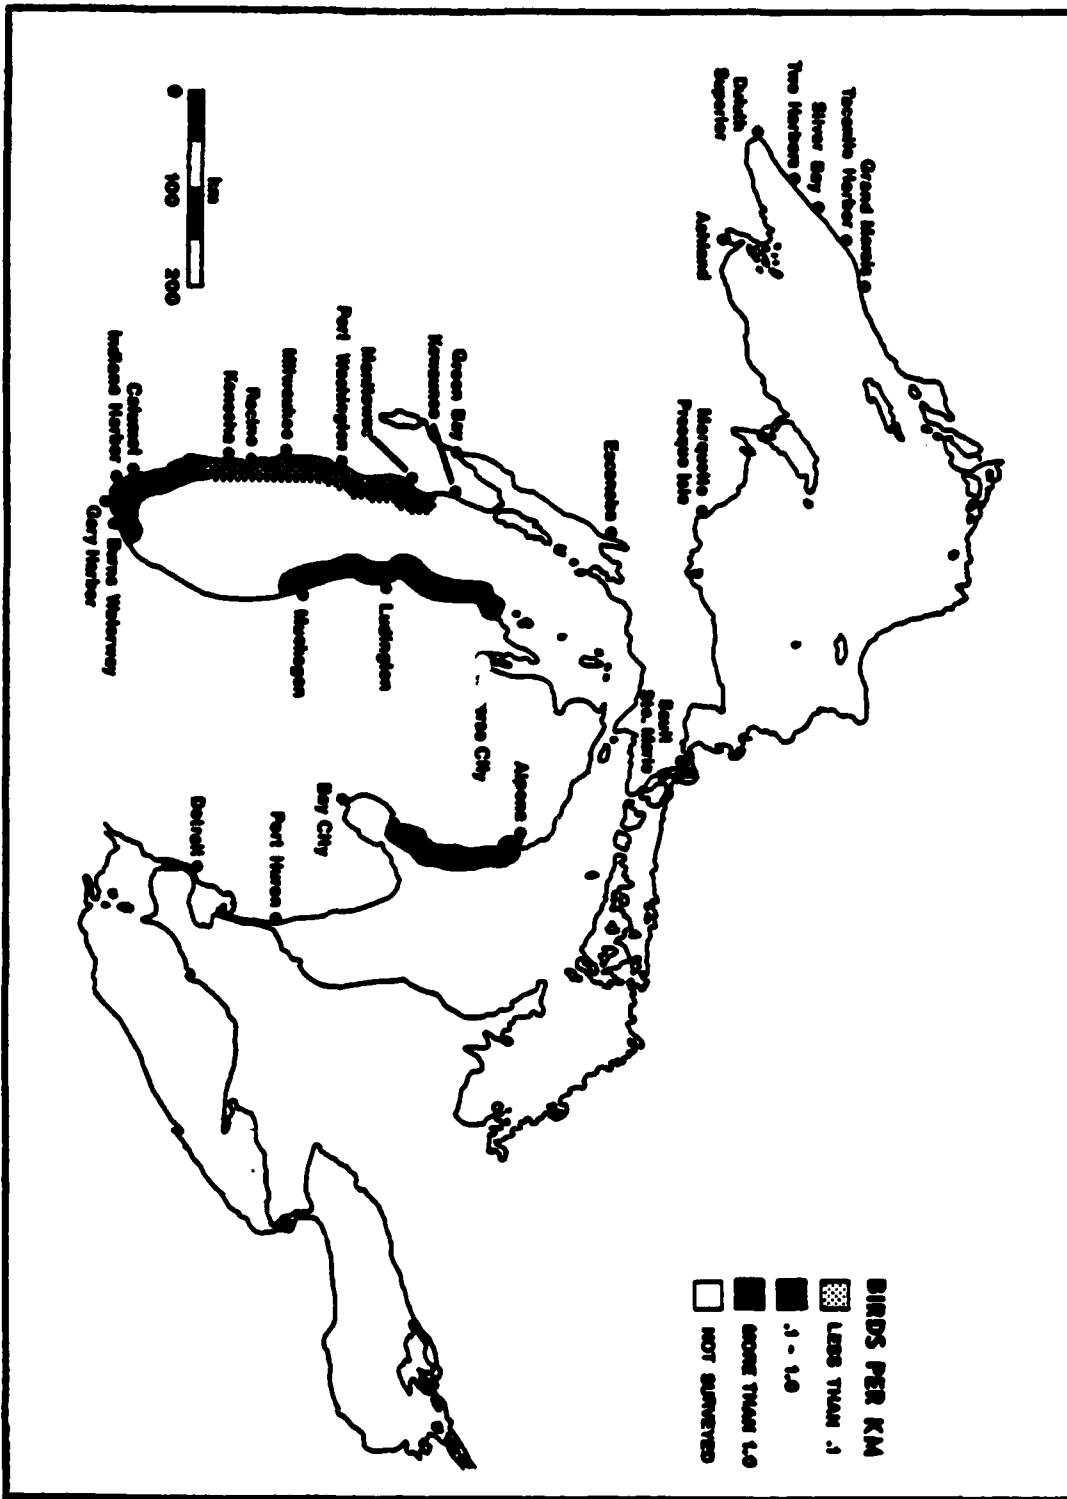 Grand Marais
Taconite Harbor
Silver Bay
Two Harbors
Duluth
Superior
Ashland
Marquette
Presque Isle
Sault
Ste. Marie
Escanaba
Green Bay
Kewaunee
Manitowoc
Port Washington
Milwaukee
Racine
Kenosha
Calumet
Indiana Harbor
Gary Harbor
Burns Waterway
Muskegon
Ludington
City
Alpena
Bay City
Port Huron
Detroit
km
0 100 200
BIRDS PER KM
LESS THAN .1
.1 - 1.0
MORE THAN 1.0
NOT SURVEYED